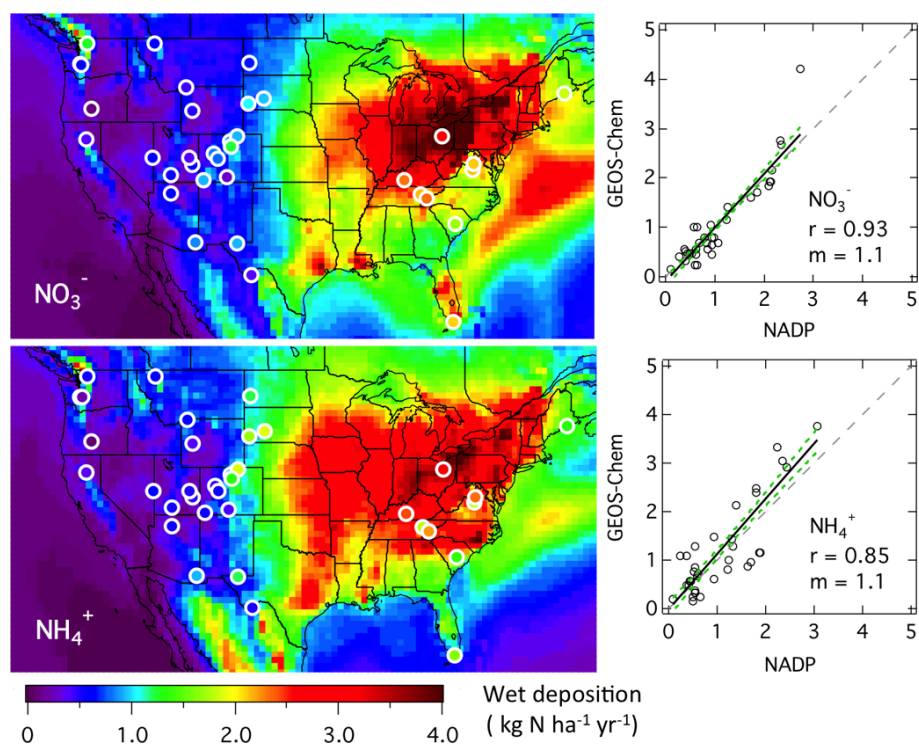 NO₃⁻
5
4
3
2
1
0
GEOS-Chem
NO₃⁻
r = 0.93
m = 1.1
0 1 2 3 4 5
NADP
NH₄⁺
5
4
3
2
1
0
GEOS-Chem
NH₄⁺
r = 0.85
m = 1.1
0 1 2 3 4 5
NADP
0 1.0 2.0 3.0 4.0
Wet deposition
( kg N ha⁻¹ yr⁻¹)